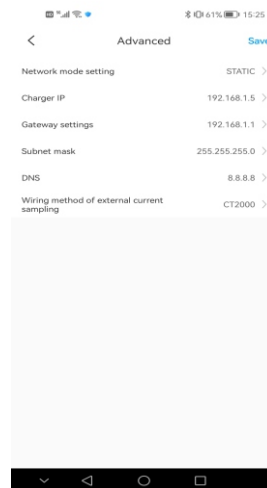 61% 15:25
Advanced Save
Network mode setting STATIC
Charger IP 192.168.1.5
Gateway settings 192.168.1.1
Subnet mask 255.255.255.0
DNS 8.8.8.8
Wiring method of external current
sampling CT2000